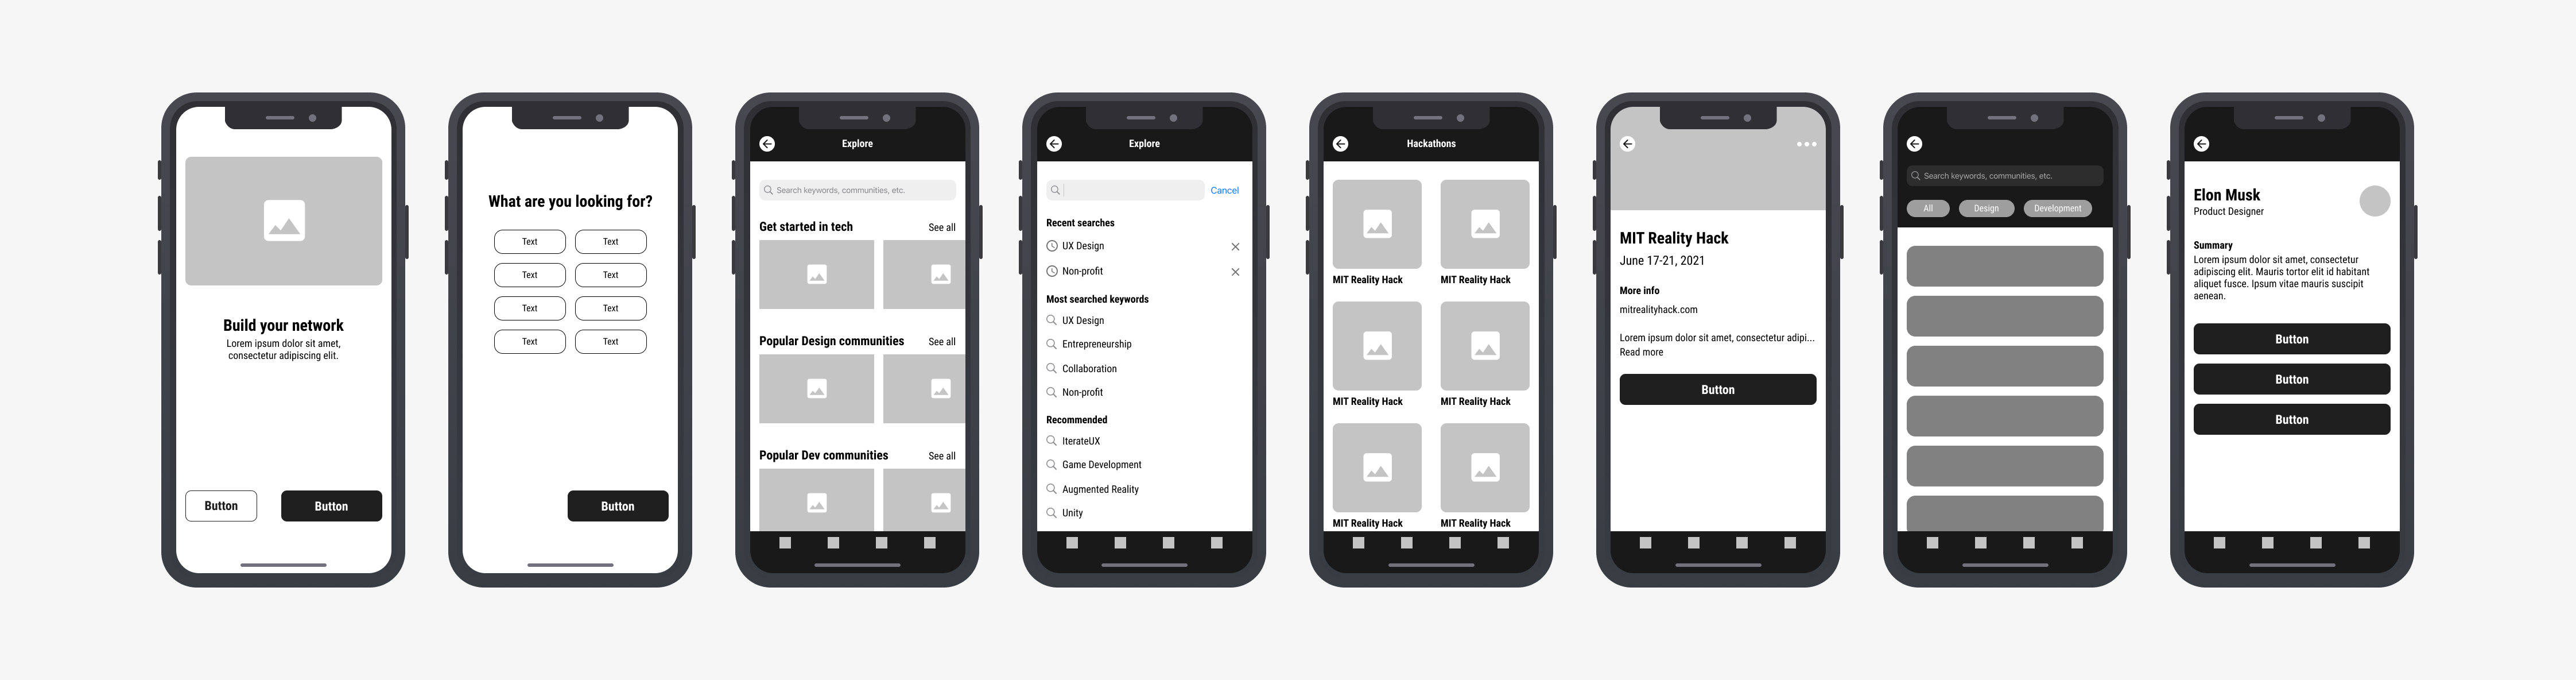 Build your network
Lorem ipsum dolor sit amet,
consectetur adipiscing elit.
Button
Button
What are you looking for?
Text
Text
Text
Text
Text
Text
Text
Text
Button
Explore
Search keywords, communities, etc.
Get started in tech
See all
Popular Design communities
See all
Popular Dev communities
See all
Explore
Cancel
Recent searches
UX Design
Non-profit
Most searched keywords
UX Design
Entrepreneurship
Collaboration
Non-profit
Recommended
IterateUX
Game Development
Augmented Reality
Unity
Hackathons
MIT Reality Hack
MIT Reality Hack
MIT Reality Hack
MIT Reality Hack
MIT Reality Hack
MIT Reality Hack
MIT Reality Hack
June 17-21, 2021
More info
mitrealityhack.com
Lorem ipsum dolor sit amet, consectetur adipi...
Read more
Button
Search keywords, communities, etc.
All
Design
Development
Elon Musk
Product Designer
Summary
Lorem ipsum dolor sit amet, consectetur
adipiscing elit. Mauris tortor elit id habitant
aliquet fusce. Ipsum vitae mauris suscipit
aenean.
Button
Button
Button